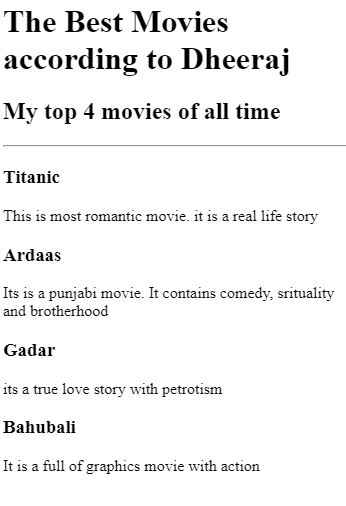 The Best Movies
according to Dheeraj
My top 4 movies of all time
Titanic
This is most romantic movie. it is a real life story
Ardaas
Its is a punjabi movie. It contains comedy, srituality
and brotherhood
Gadar
its a true love story with petrotism
Bahubali
It is a full of graphics movie with action